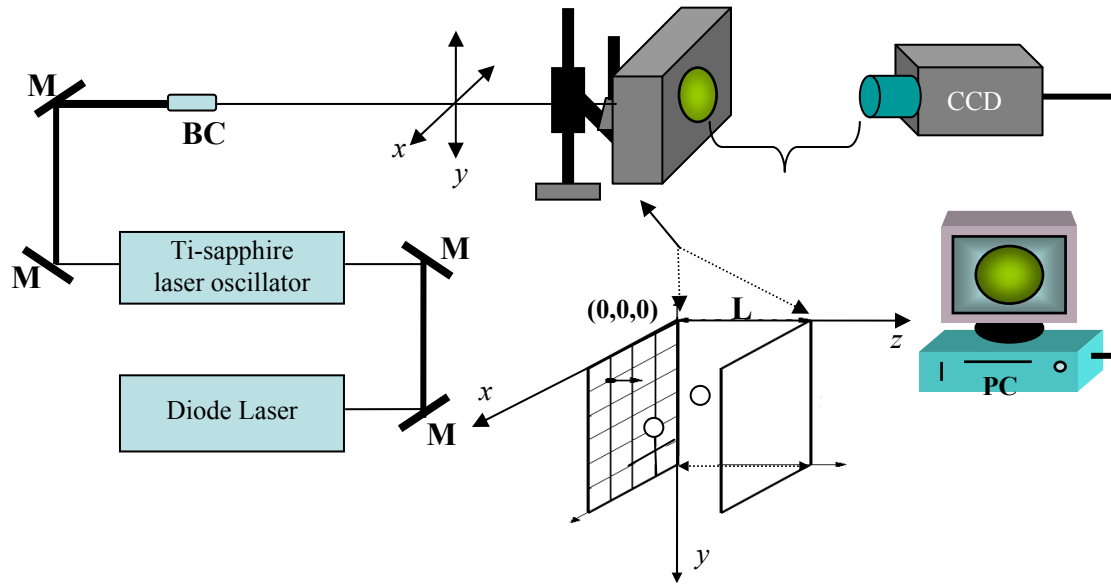 M
BC
CCD
x
y
M
Ti-sapphire
laser oscillator
M
(0,0,0)
L
z
x
Diode Laser
M
PC
y